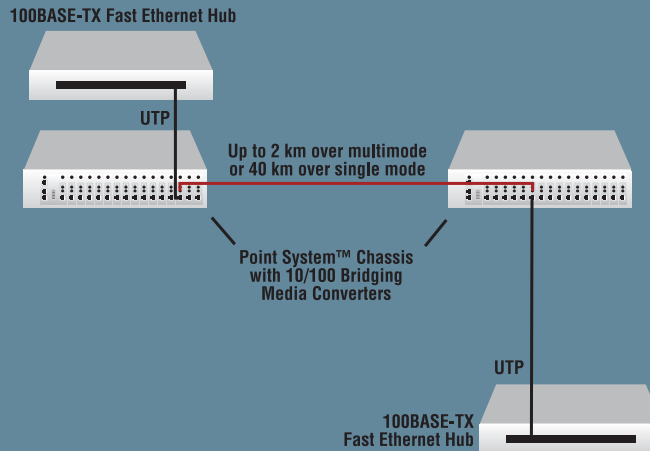 100BASE-TX Fast Ethernet Hub
UTP
Up to 2 km over multimode
or 40 km over single mode
Point System™ Chassis
with 10/100 Bridging
Media Converters
UTP
100BASE-TX
Fast Ethernet Hub